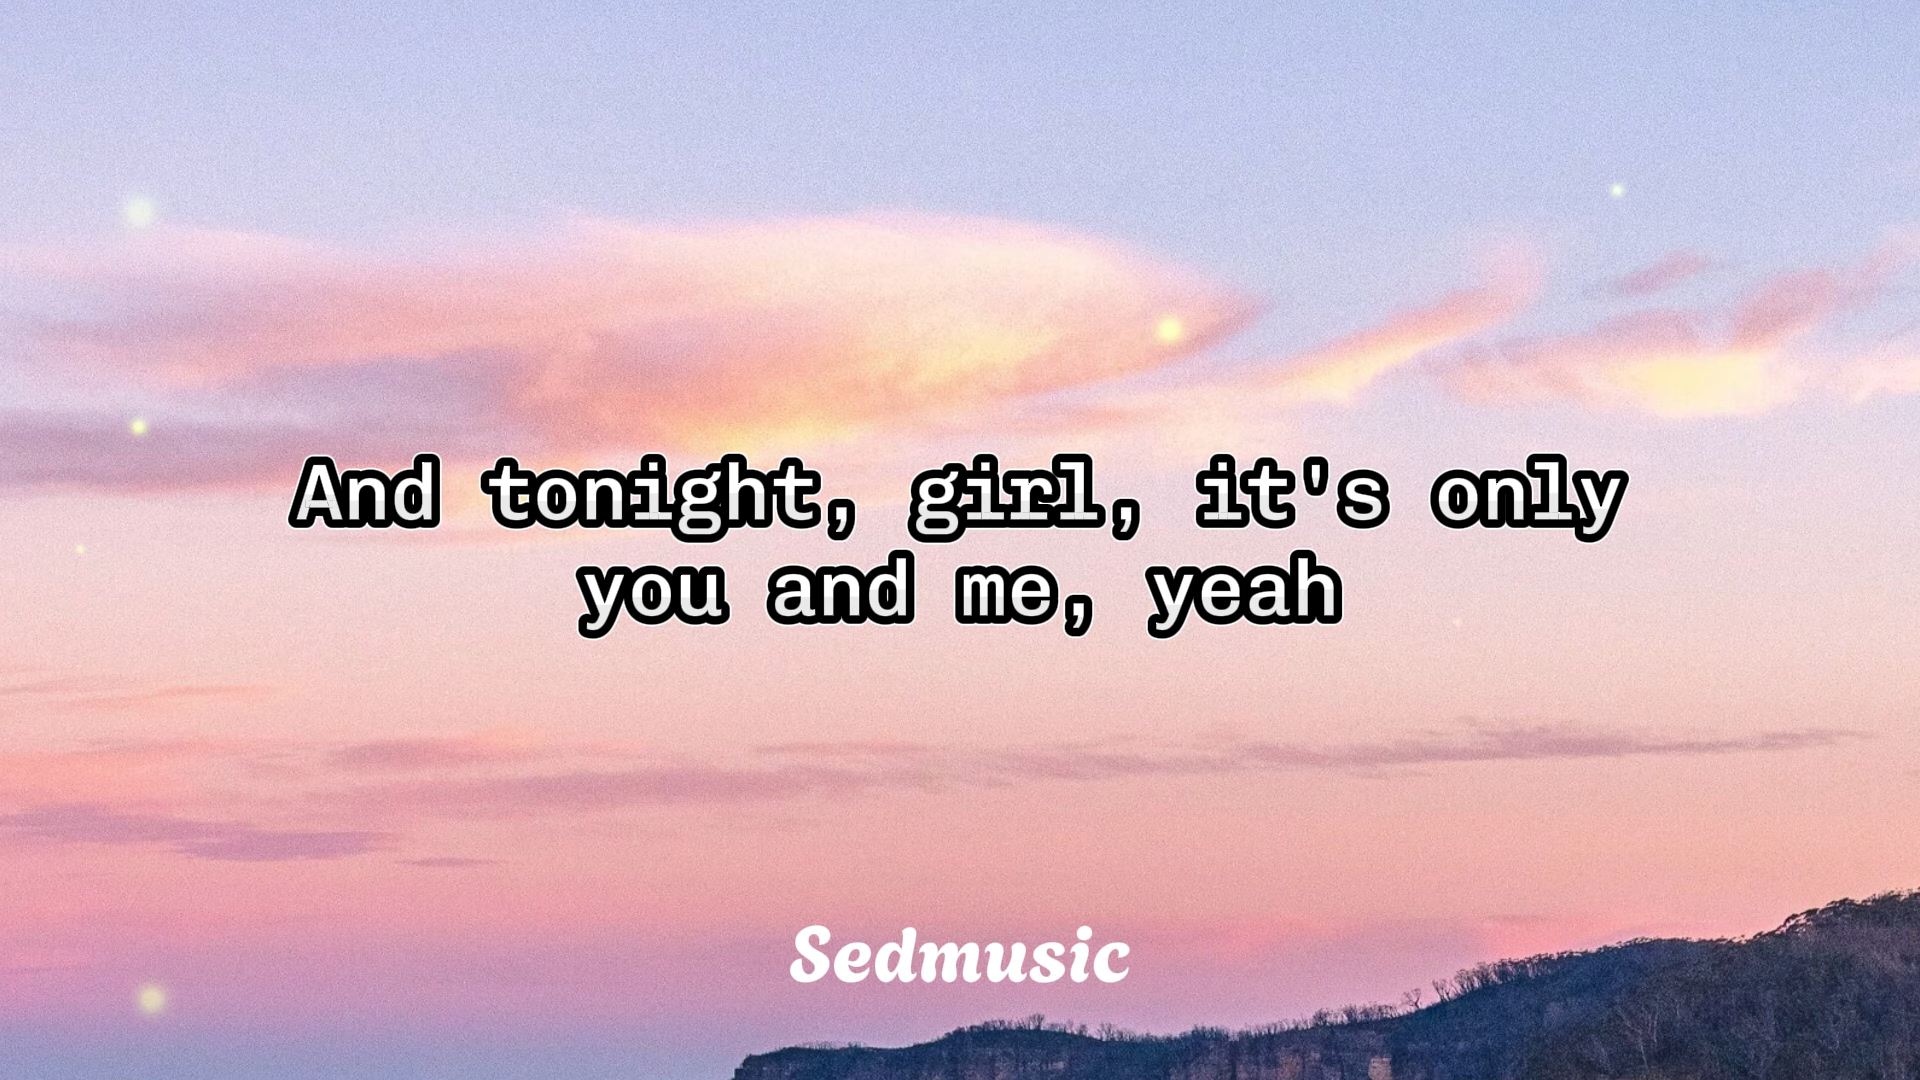 And tonight, girl, it's only
you and me, yeah
Sedmusic